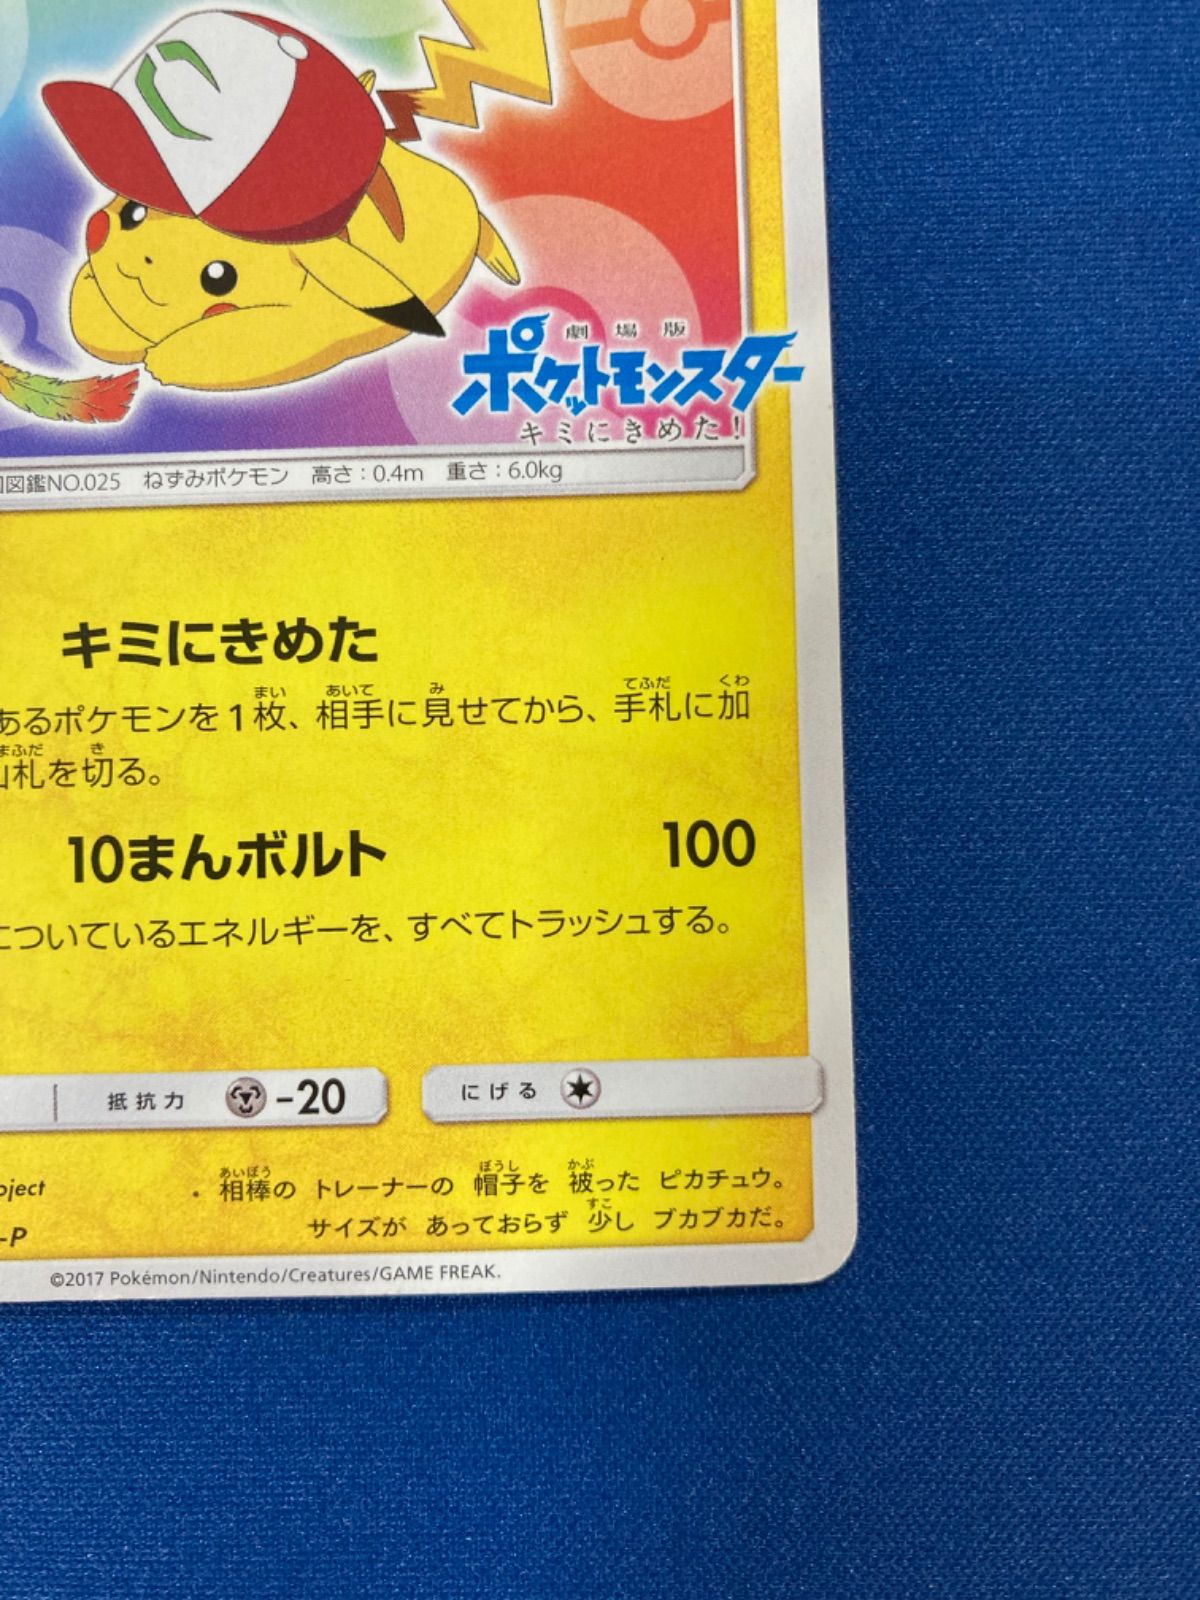 劇場版
ポケットモンスター
キミにきめた！
図鑑NO.025 ねずみポケモン 高さ：0.4m 重さ：6.0kg
キミにきめた
あるポケモンを1枚、相手に見せてから、手札に加
札を切る。
10まんボルト 100
についているエネルギーを、すべてトラッシュする。
抵抗力 -20 にげる
相棒の トレーナーの 帽子を 被った ピカチュウ。
サイズが あっておらず 少し ブカブカだ。
-P
©2017 Pokémon/Nintendo/Creatures/GAME FREAK.